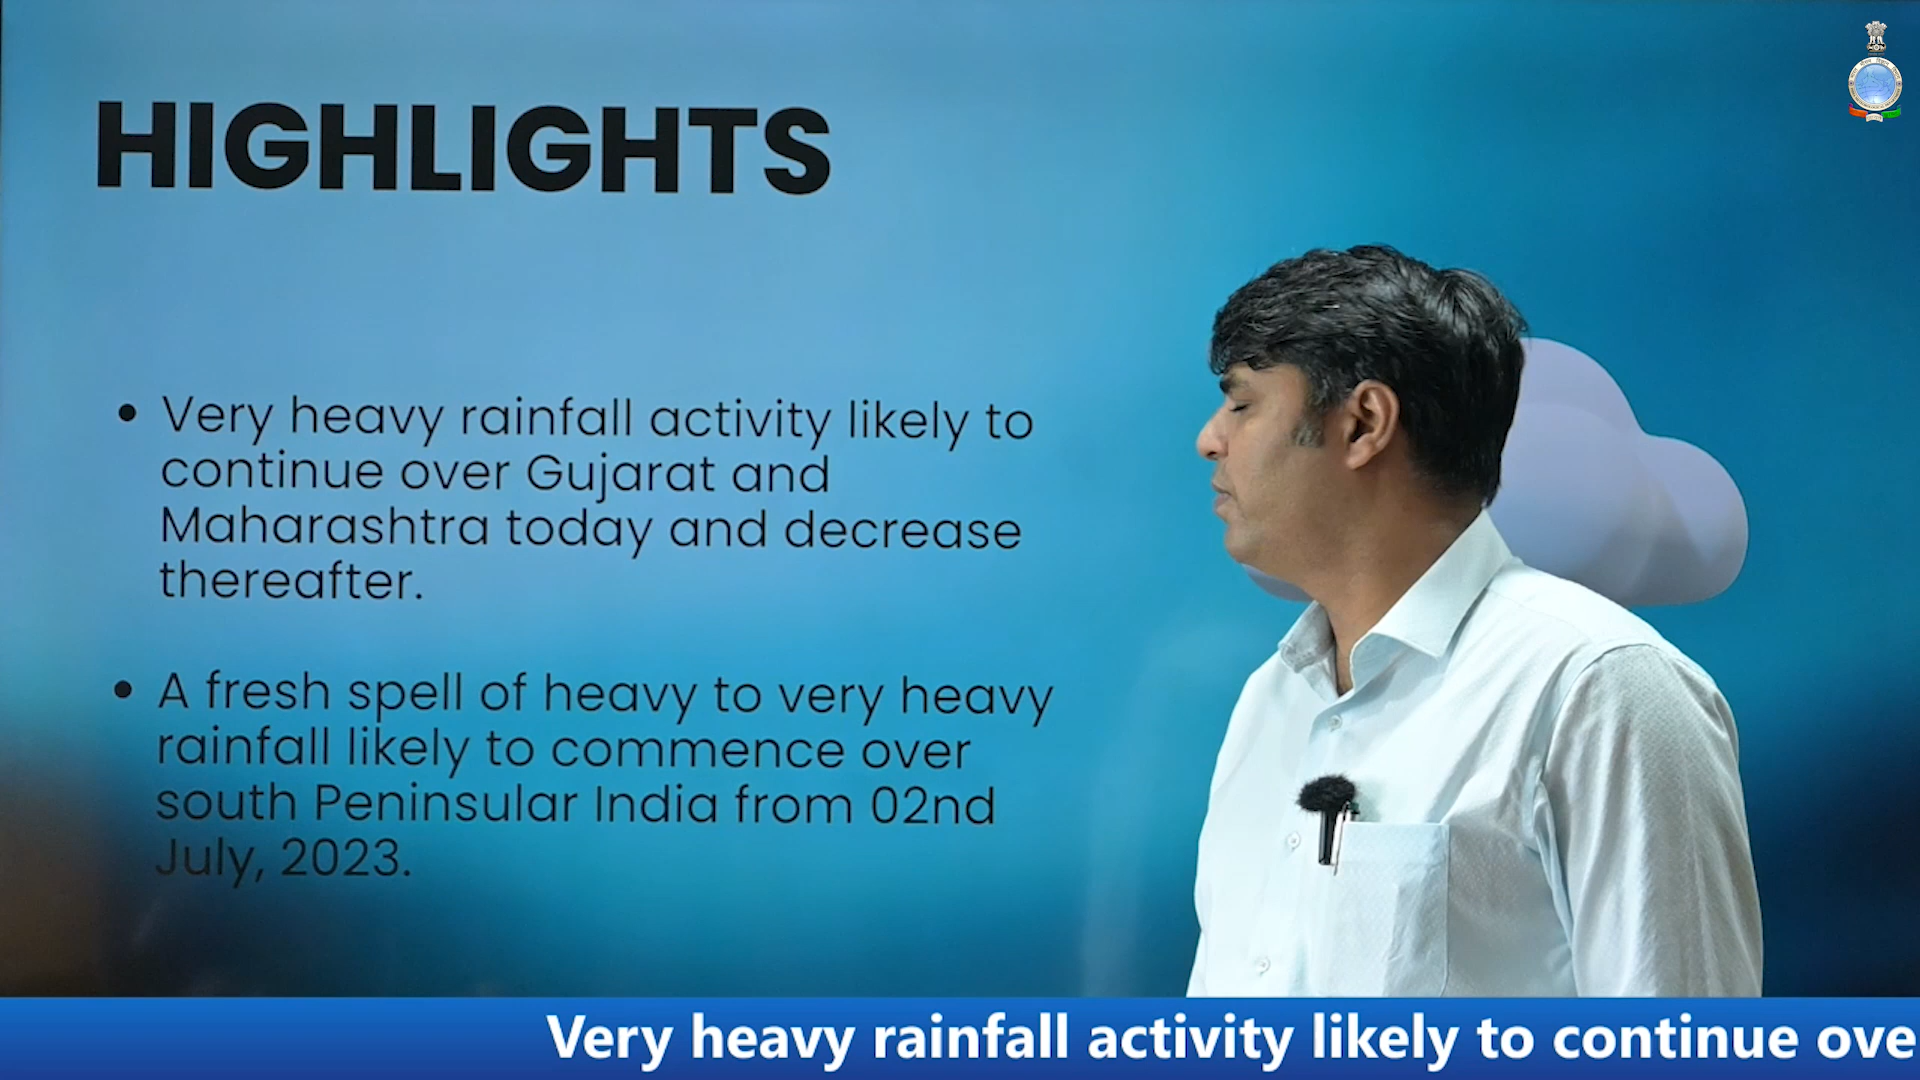 HIGHLIGHTS
• Very heavy rainfall activity likely to
continue over Gujarat and
Maharashtra today and decrease
thereafter.
• A fresh spell of heavy to very heavy
rainfall likely to commence over
south Peninsular India from 02nd
July, 2023.
Very heavy rainfall activity likely to continue ove